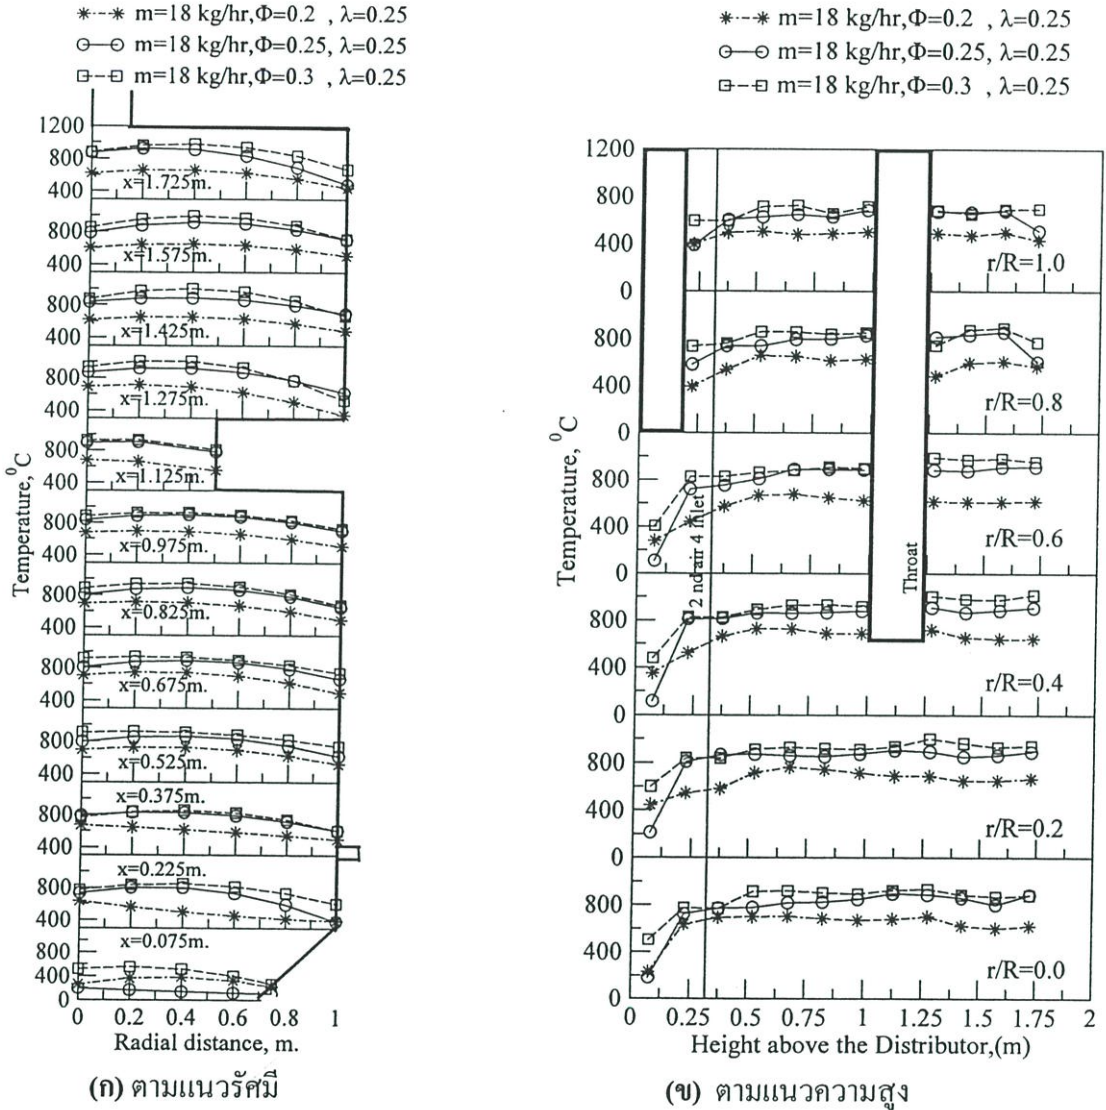 m=18 kg/hr,Φ=0.2 , λ=0.25
m=18 kg/hr,Φ=0.25, λ=0.25
m=18 kg/hr,Φ=0.3 , λ=0.25
1200
800
400
x=1.725m.
800
400
x=1.575m.
800
400
x=1.425m.
800
400
x=1.275m.
800
400
x=1.125m.
800
400
x=0.975m.
800
400
x=0.825m.
800
400
x=0.675m.
800
400
x=0.525m.
800
400
x=0.375m.
800
400
x=0.225m.
800
400
x=0.075m.
800
400
0
Temperature,⁰C
0 0.2 0.4 0.6 0.8 1
Radial distance, m.
(ก) ตามแนวรัศมี
m=18 kg/hr,Φ=0.2 , λ=0.25
m=18 kg/hr,Φ=0.25, λ=0.25
m=18 kg/hr,Φ=0.3 , λ=0.25
1200
800
400
0
r/R=1.0
800
400
0
r/R=0.8
800
400
0
r/R=0.6
800
400
0
r/R=0.4
800
400
0
r/R=0.2
800
400
0
r/R=0.0
Temperature, ⁰C
2 nd air 4 inlet
Throat
0 0.25 0.5 0.75 1 1.25 1.5 1.75 2
Height above the Distributor,(m)
(ข) ตามแนวความสูง